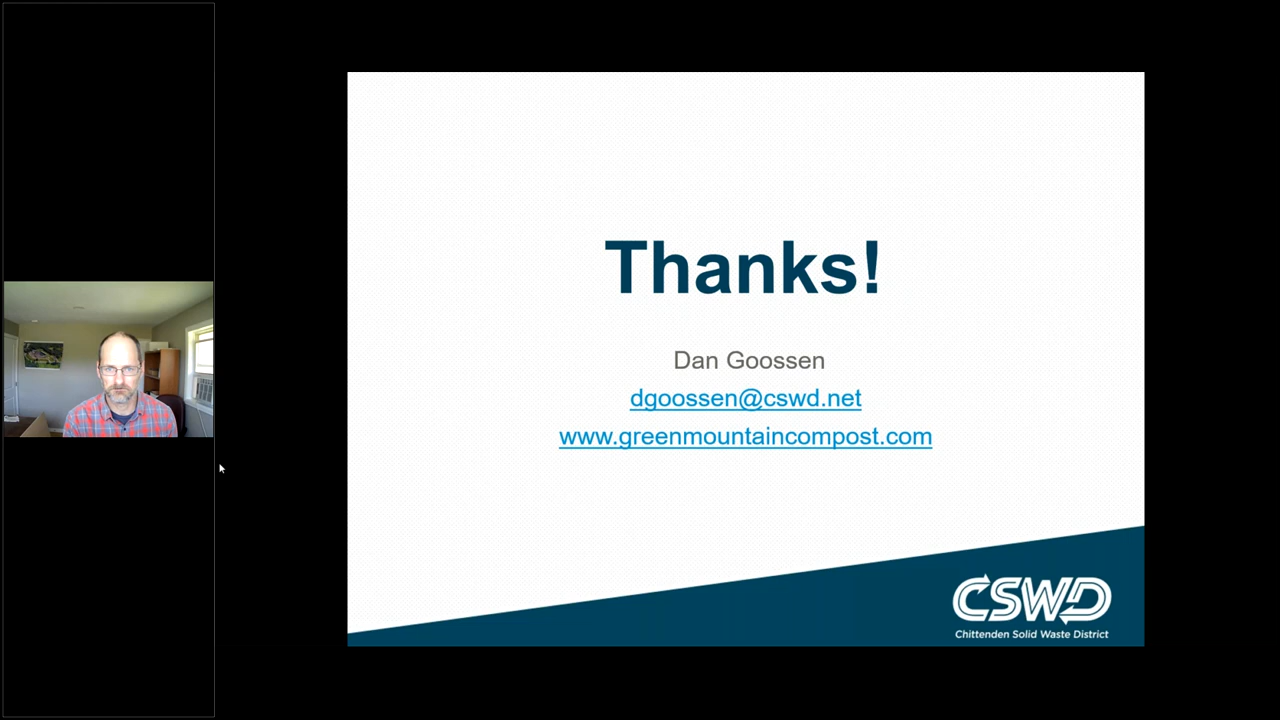 Thanks!
Dan Goossen
dgoossen@cswd.net
www.greenmountaincompost.com
CSWD
Chittenden Solid Waste District